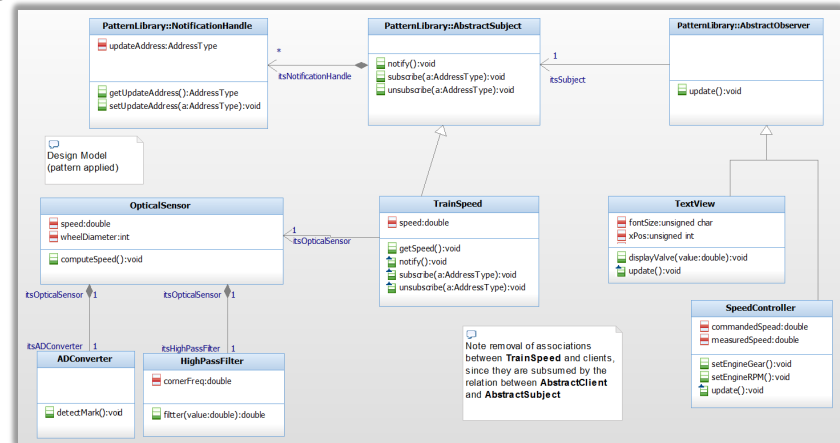 PatternLibrary::NotificationHandle
updateAddress:AddressType
getUpdateAddress():AddressType
setUpdateAddress(a:AddressType):void
*
itsNotificationHandle
PatternLibrary::AbstractSubject
notify():void
subscribe(a:AddressType):void
unsubscribe(a:AddressType):void
1
itsSubject
PatternLibrary::AbstractObserver
update():void
Design Model
(pattern applied)
OpticalSensor
speed:double
wheelDiameter:int
computeSpeed():void
1
itsOpticalSensor
TrainSpeed
speed:double
getSpeed():void
notify():void
subscribe(a:AddressType):void
unsubscribe(a:AddressType):void
TextView
fontSize:unsigned char
xPos:unsigned int
displayValve(value:double):void
update():void
itsOpticalSensor 1
itsOpticalSensor 1
itsADConverter 1
itsHighPassFilter 1
ADConverter
detectMark():void
HighPassFilter
cornerFreq:double
filtter(value:double):double
Note removal of associations
between TrainSpeed and clients,
since they are subsumed by the
relation between AbstractClient
and AbstractSubject
SpeedController
commandedSpead:double
measuredSpead:double
setEngineGear():void
setEngineRPM():void
update():void